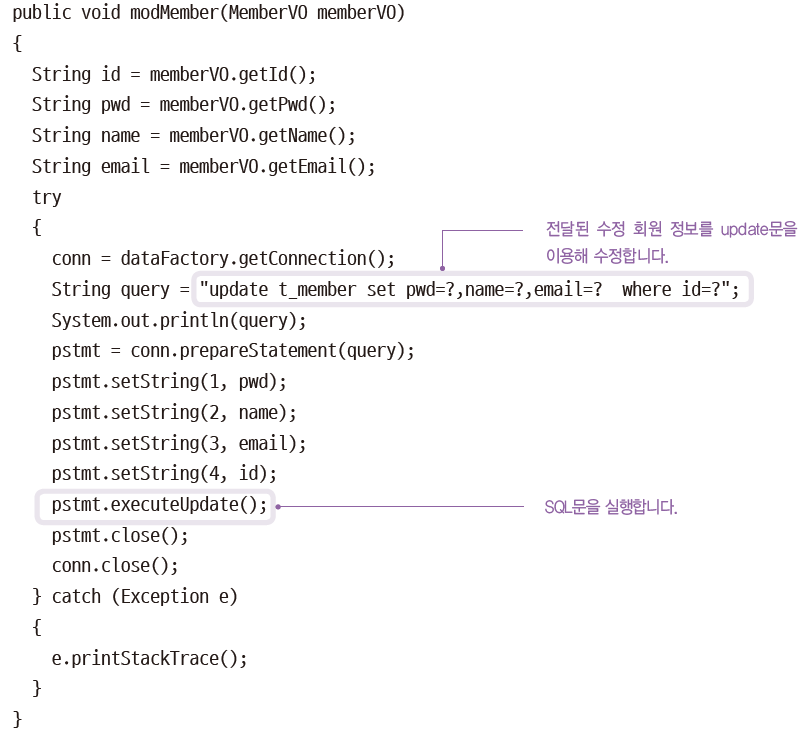 public void modMember(MemberVO memberVO)
{
String id = memberVO.getId();
String pwd = memberVO.getPwd();
String name = memberVO.getName();
String email = memberVO.getEmail();
try
{
전달된 수정 회원 정보를 update문을
이용해 수정합니다.
conn = dataFactory.getConnection();
String query = "update t_member set pwd=?,name=?,email=?  where id=?";
System.out.println(query);
pstmt = conn.prepareStatement(query);
pstmt.setString(1, pwd);
pstmt.setString(2, name);
pstmt.setString(3, email);
pstmt.setString(4, id);
pstmt.executeUpdate();
SQL문을 실행합니다.
pstmt.close();
conn.close();
} catch (Exception e)
{
e.printStackTrace();
}
}